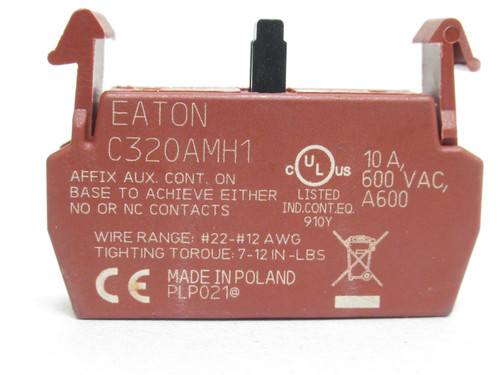 EATON
C320AMH1
AFFIX AUX. CONT. ON
BASE TO ACHIEVE EITHER
NO OR NC CONTACTS
C UL US
LISTED
IND.CONT.EQ.
910Y
10 A,
600 VAC,
A600
WIRE RANGE: #22-#12 AWG
TIGHTING TORQUE: 7-12 IN-LBS
CE
MADE IN POLAND
PLP021@